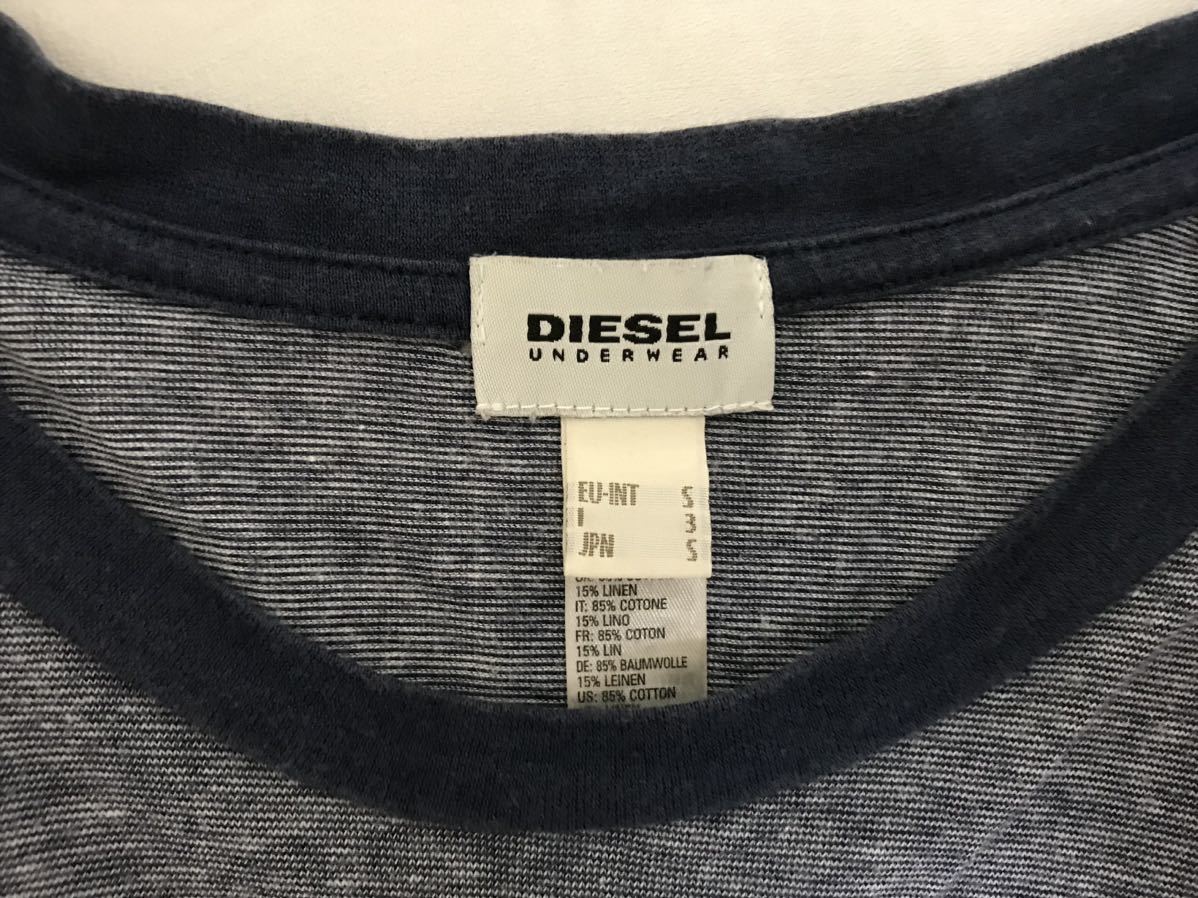 DIESEL
UNDERWEAR
EU-INT S
I 3
JPN S
15% LINEN
IT: 85% COTONE
15% LINO
FR: 85% COTON
15% LIN
DE: 85% BAUMWOLLE
15% LEINEN
US: 85% COTTON